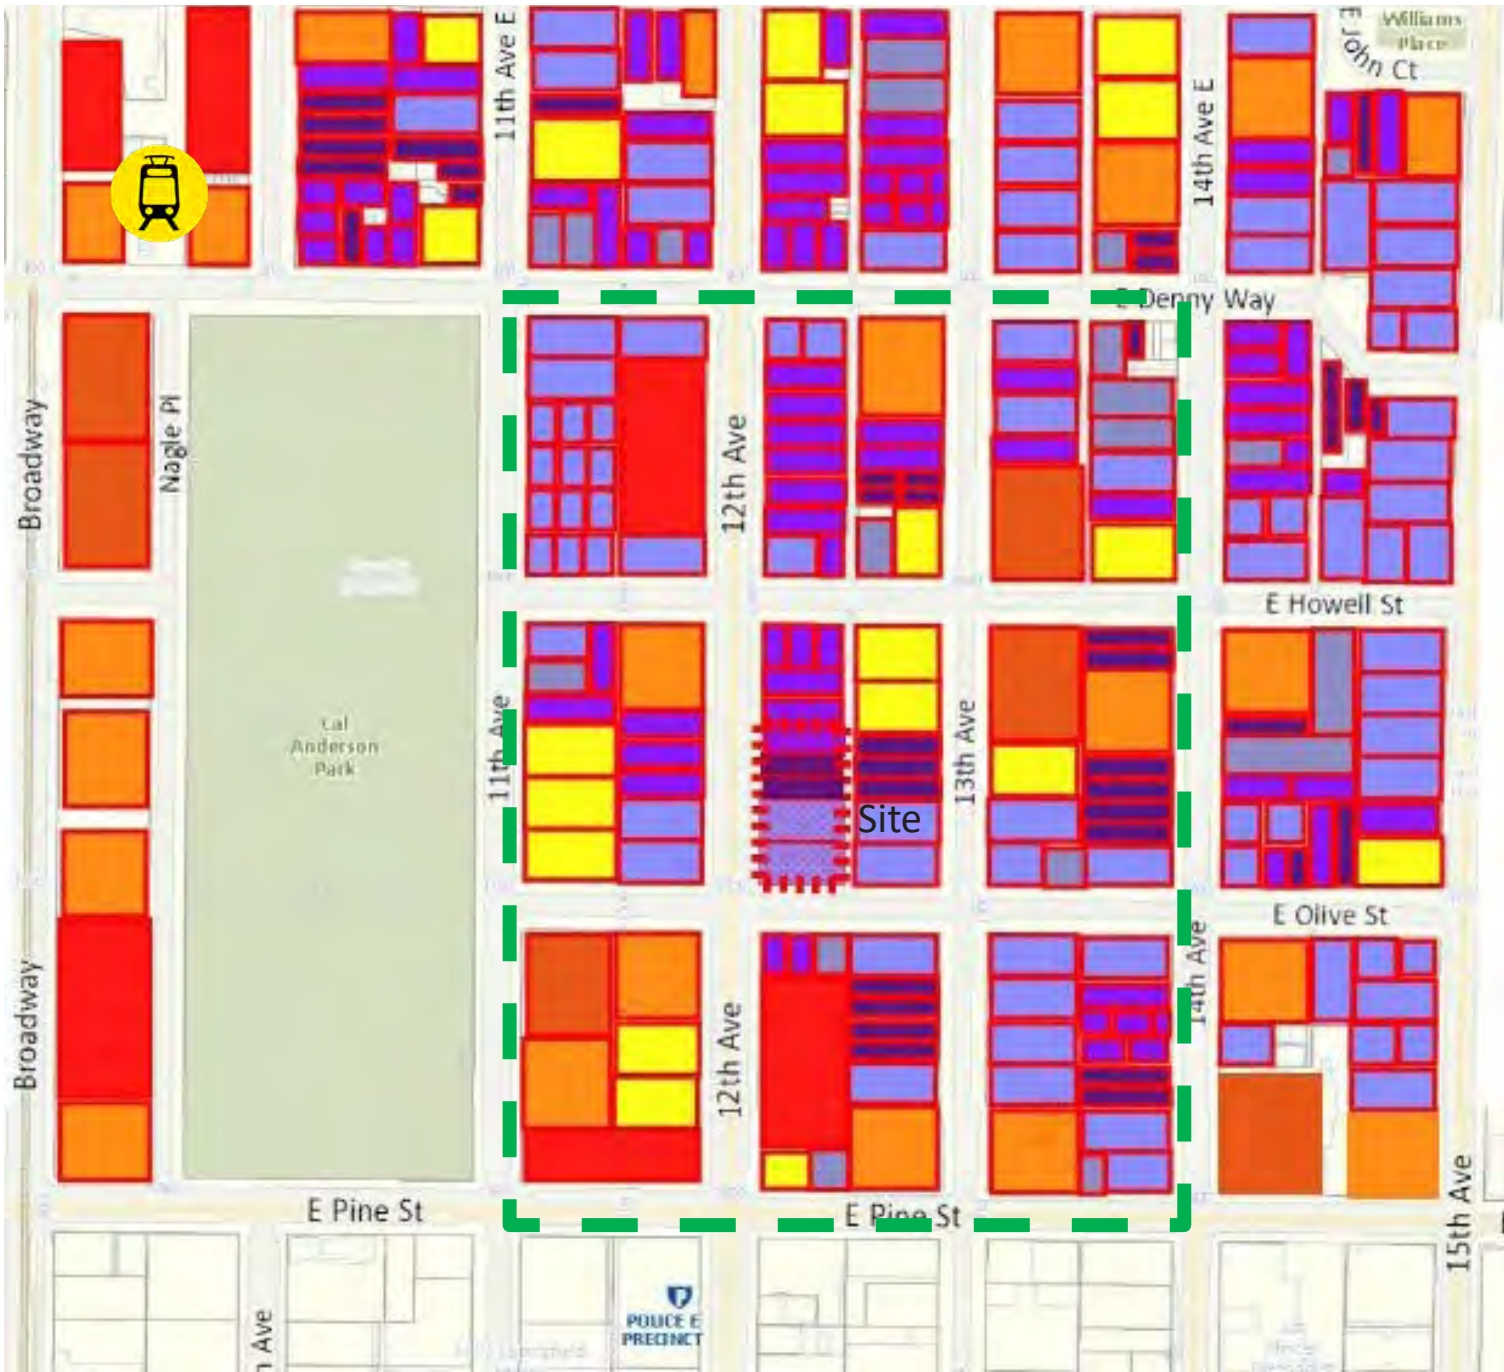 11th Ave E
14th Ave E
E John Ct
Williams
Place
E Denny Way
Broadway
Nagle Pl
12th Ave
E Howell St
Cal
Anderson
Park
11th Ave
13th Ave
Site
E Olive St
14th Ave
Broadway
12th Ave
E Pine St
E Pine St
15th Ave
POLICE E
PRECINCT
Ave